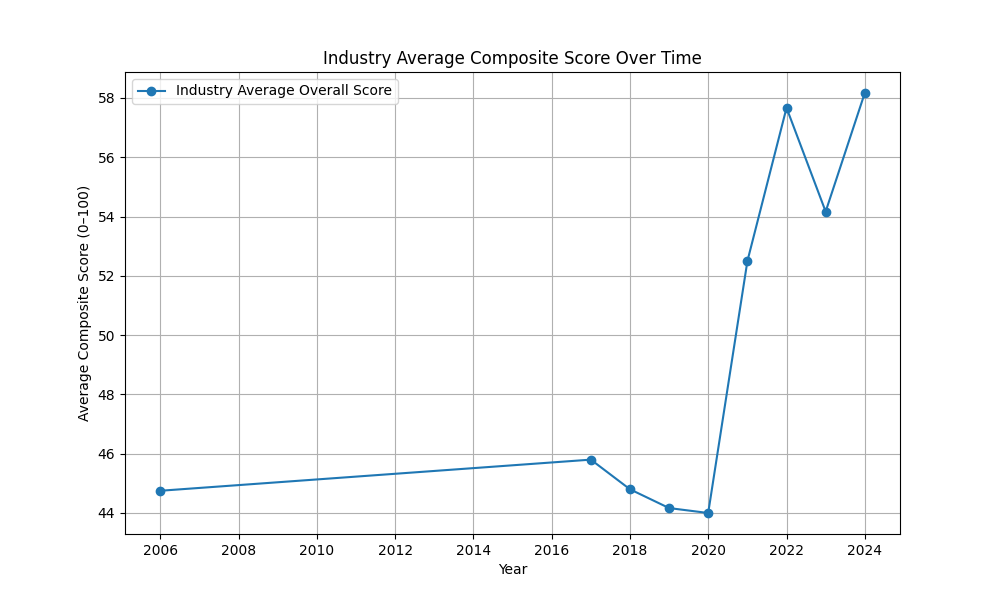 Industry Average Composite Score Over Time
Industry Average Overall Score
Average Composite Score (0–100)
58
56
54
52
50
48
46
44
2006 2008 2010 2012 2014 2016 2018 2020 2022 2024
Year